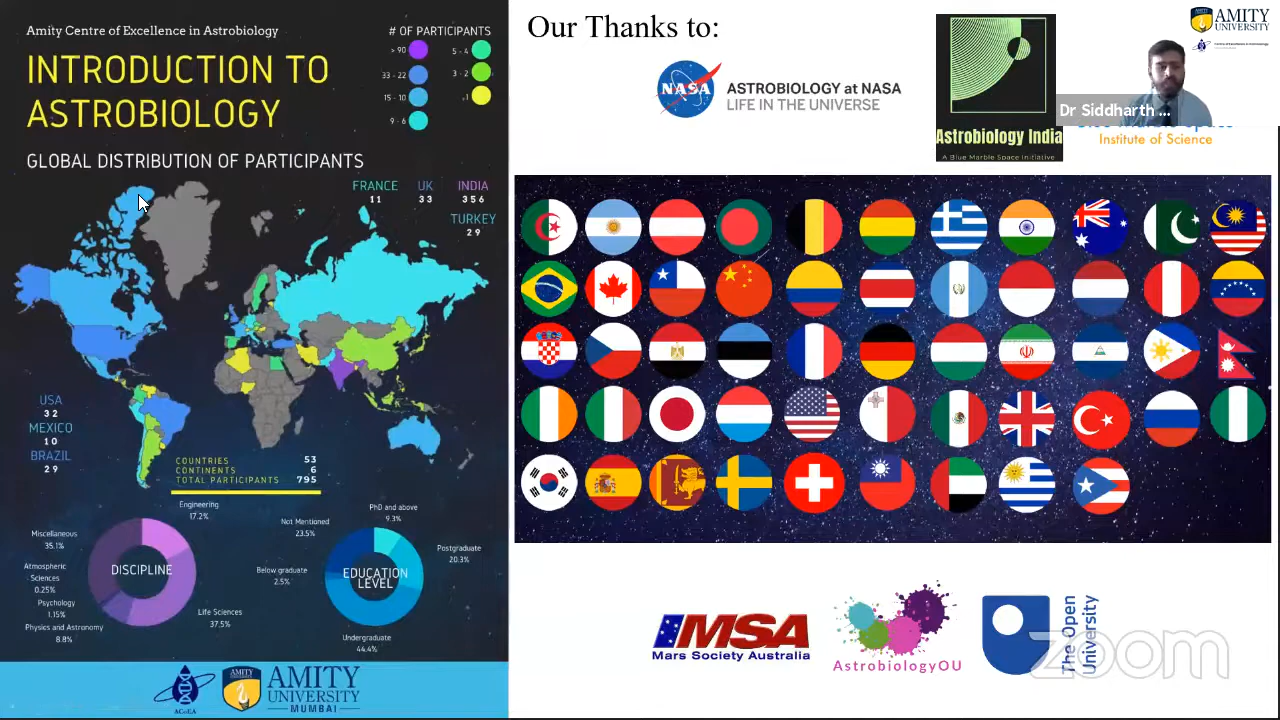 Amity Centre of Excellence in Astrobiology
INTRODUCTION TO
ASTROBIOLOGY
GLOBAL DISTRIBUTION OF PARTICIPANTS
# OF PARTICIPANTS
> 90
5 - 4
33 - 22
3 - 2
15 - 10
1
9 - 6
FRANCE
11
UK
33
INDIA
356
TURKEY
29
USA
32
MEXICO
10
BRAZIL
29
COUNTRIES 53
CONTINENTS 6
TOTAL PARTICIPANTS 795
Engineering
17.2%
Miscellaneous
35.1%
Atmospheric
Sciences
0.25%
Psychology
1.15%
Physics and Astronomy
8.8%
Life Sciences
37.5%
DISCIPLINE
PhD and above
9.3%
Not Mentioned
23.5%
Postgraduate
20.3%
Below graduate
2.5%
EDUCATION
LEVEL
Undergraduate
44.4%
ACoEA
AMITY
UNIVERSITY
MUMBAI
Our Thanks to:
NASA
ASTROBIOLOGY at NASA
LIFE IN THE UNIVERSE
Astrobiology India
A Blue Marble Space Initiative
AMITY
UNIVERSITY
Dr Siddharth ...
Institute of Science
MSA
Mars Society Australia
AstrobiologyOU
The Open
University
zoom